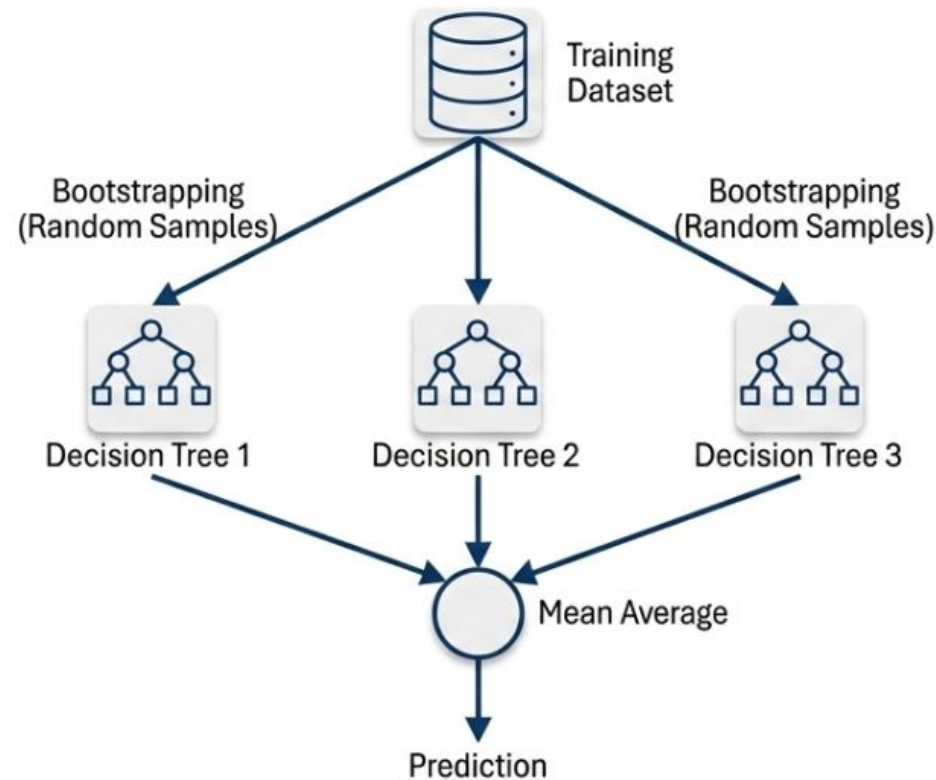 Training
Dataset
Bootstrapping
(Random Samples)
Bootstrapping
(Random Samples)
Decision Tree 1
Decision Tree 2
Decision Tree 3
Mean Average
Prediction